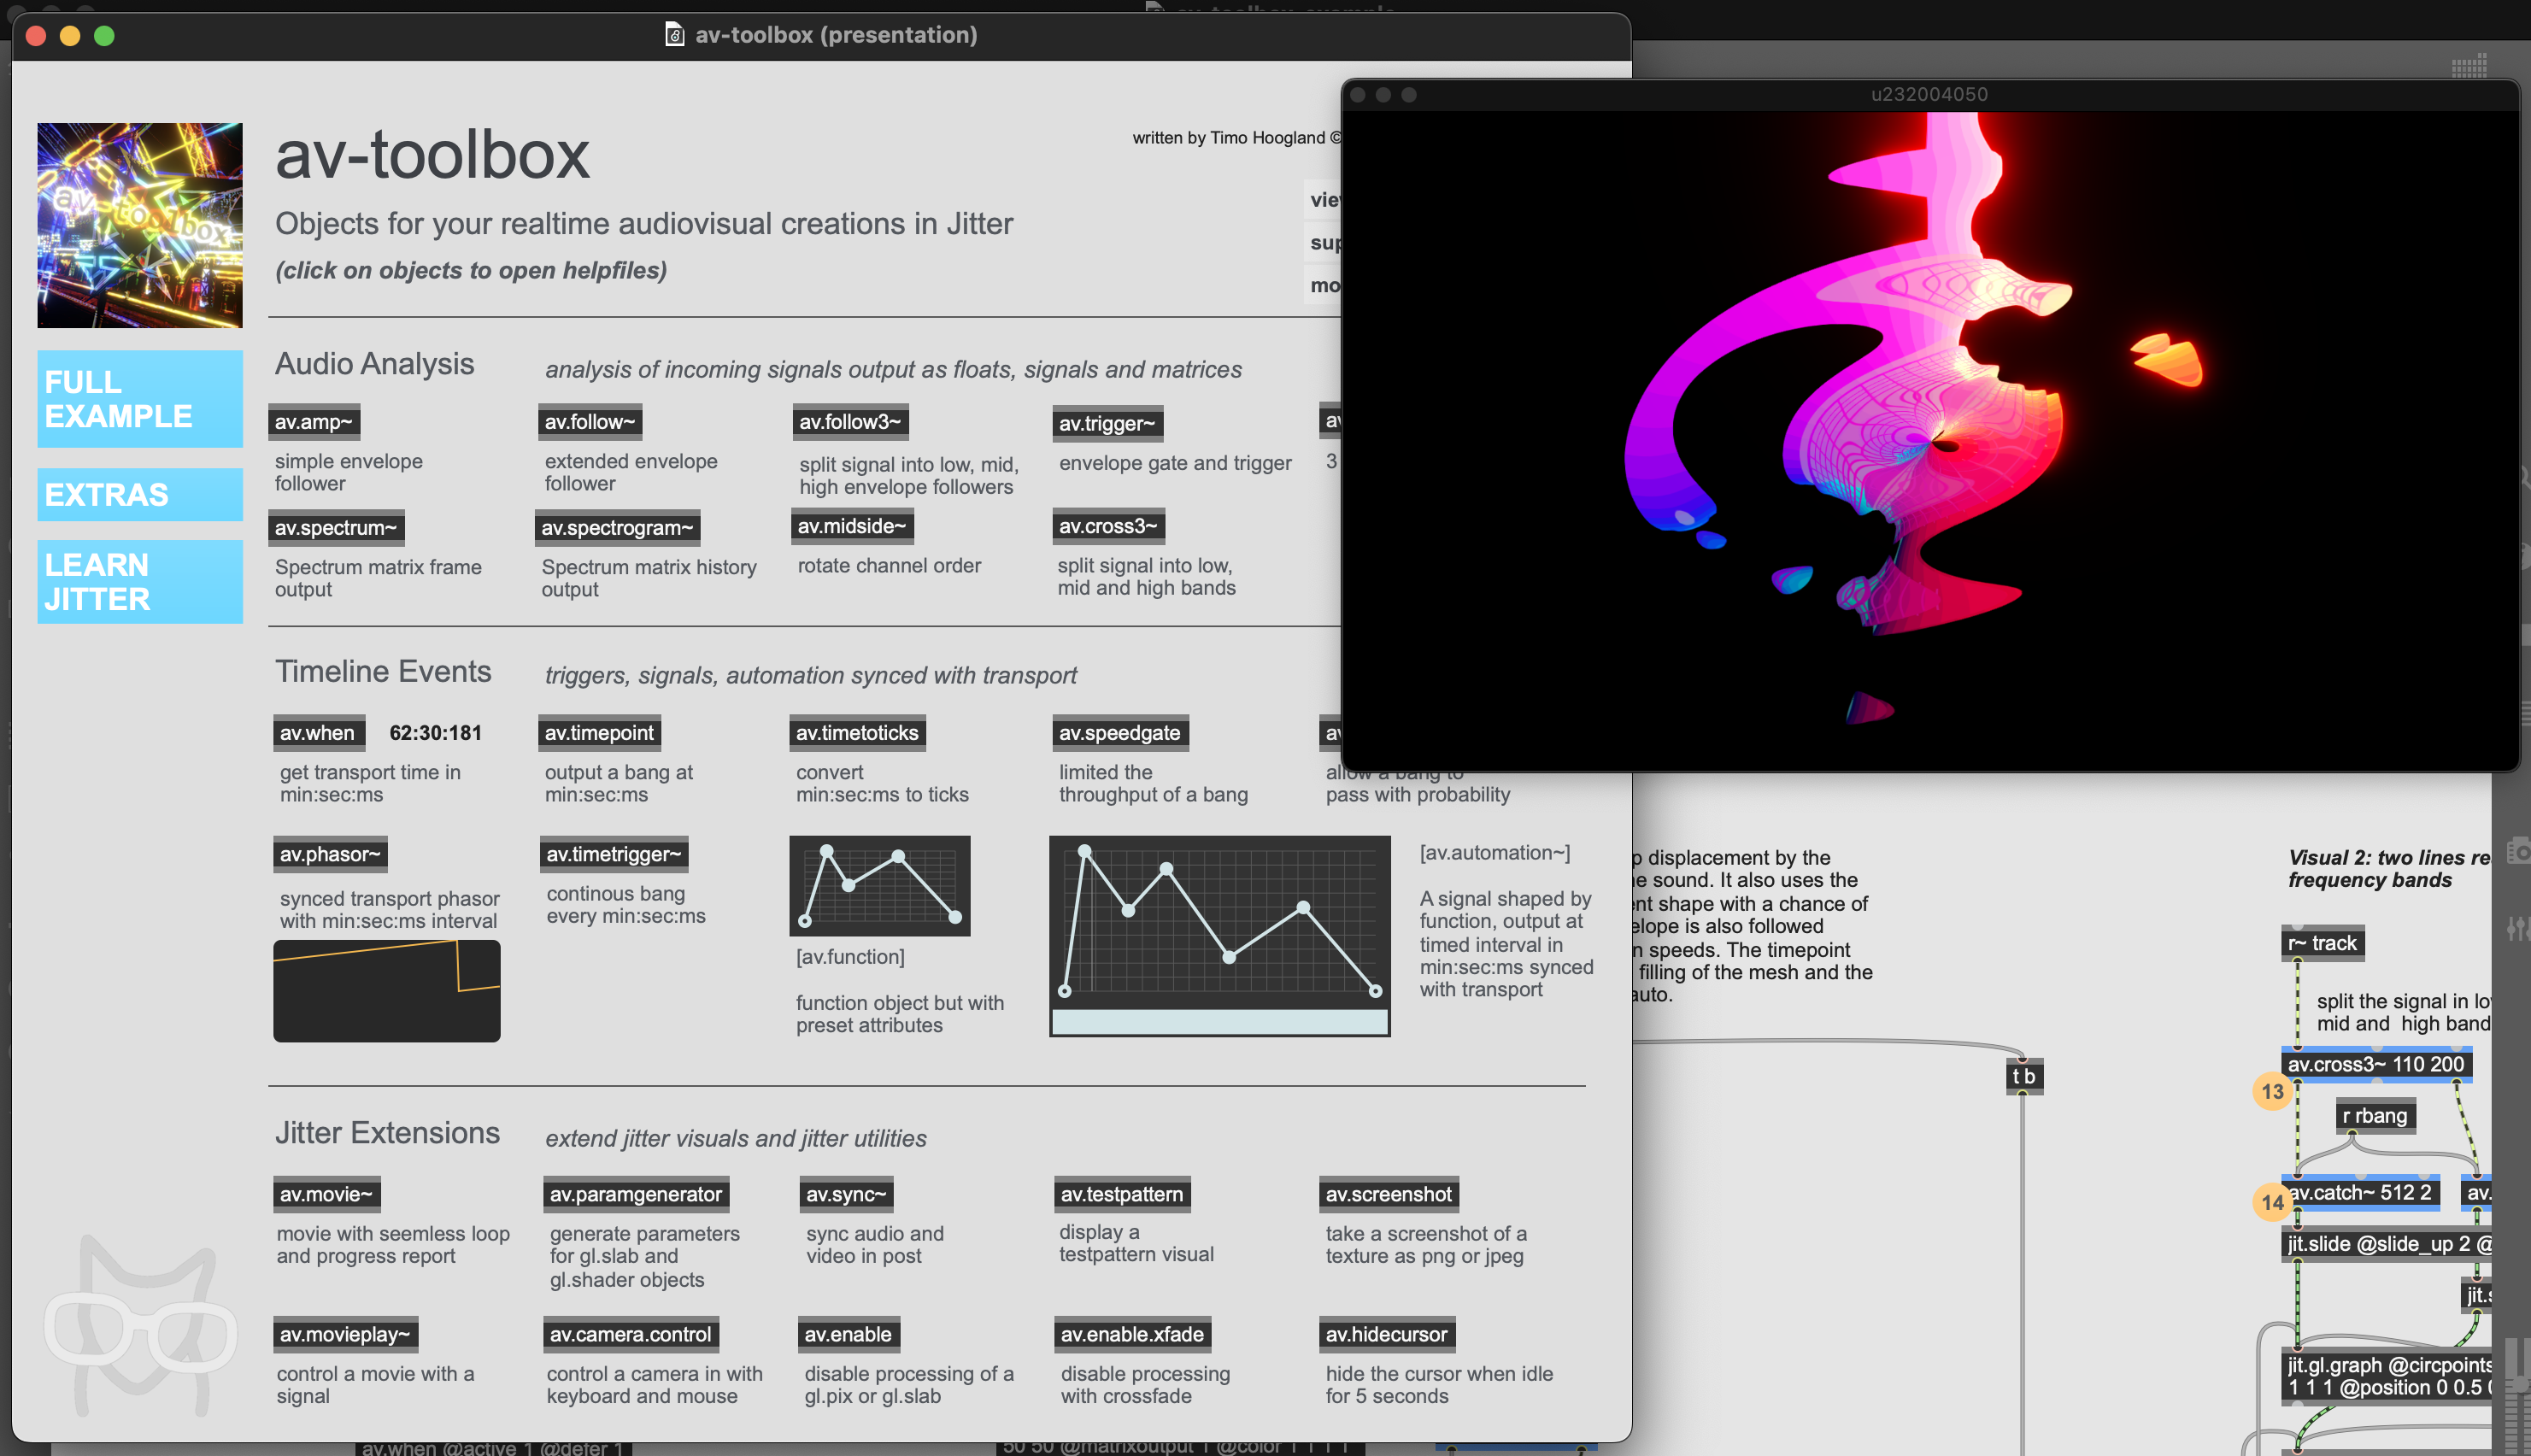 av-toolbox (presentation)
u232004050
av-toolbox
av-toolbox
Objects for your realtime audiovisual creations in Jitter
(click on objects to open helpfiles)
written by Timo Hoogland ©
FULL
EXAMPLE
EXTRAS
LEARN
JITTER
Audio Analysis
analysis of incoming signals output as floats, signals and matrices
av.amp~
simple envelope
follower
av.follow~
extended envelope
follower
av.follow3~
split signal into low, mid,
high envelope followers
av.trigger~
envelope gate and trigger
3
av.spectrum~
Spectrum matrix frame
output
av.spectrogram~
Spectrum matrix history
output
av.midside~
rotate channel order
av.cross3~
split signal into low,
mid and high bands
Timeline Events
triggers, signals, automation synced with transport
av.when
62:30:181
get transport time in
min:sec:ms
av.timepoint
output a bang at
min:sec:ms
av.timetoticks
convert
min:sec:ms to ticks
av.speedgate
limited the
throughput of a bang
allow a bang to
pass with probability
av.phasor~
synced transport phasor
with min:sec:ms interval
av.timetrigger~
continous bang
every min:sec:ms
[av.function]
function object but with
preset attributes
[av.automation~]
A signal shaped by
function, output at
timed interval in
min:sec:ms synced
with transport
Jitter Extensions
extend jitter visuals and jitter utilities
av.movie~
movie with seemless loop
and progress report
av.paramgenerator
generate parameters
for gl.slab and
gl.shader objects
av.sync~
sync audio and
video in post
av.testpattern
display a
testpattern visual
av.screenshot
take a screenshot of a
texture as png or jpeg
av.movieplay~
control a movie with a
signal
av.camera.control
control a camera in with
keyboard and mouse
av.enable
disable processing of a
gl.pix or gl.slab
av.enable.xfade
disable processing
with crossfade
av.hidecursor
hide the cursor when idle
for 5 seconds
displacement by the
sound. It also uses the
shape with a chance of
is also followed
speeds. The timepoint
filling of the mesh and the
auto.
t b
Visual 2: two lines
frequency bands
r~ track
split the signal in
mid and high
av.cross3~ 110 200
13
r rbang
14
av.catch~ 512 2
jit.slide @slide_up 2
jit.gl.graph @circpoints
1 1 1 @position 0 0.5
av.when @active 1 @defer 1
50 50 @matrixoutput 1 @color 1 1 1 1